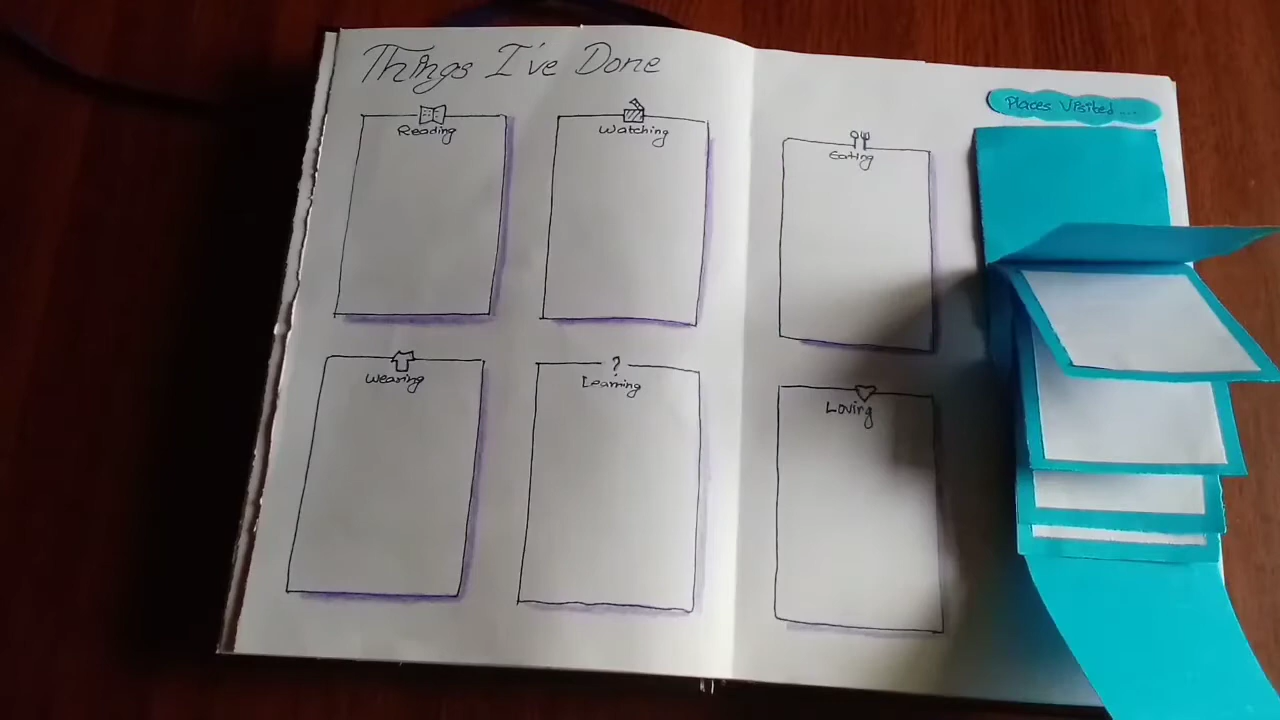 Things I've Done
Reading
Watching
Wearing
?
Learning
Eating
Loving
Places Visited....